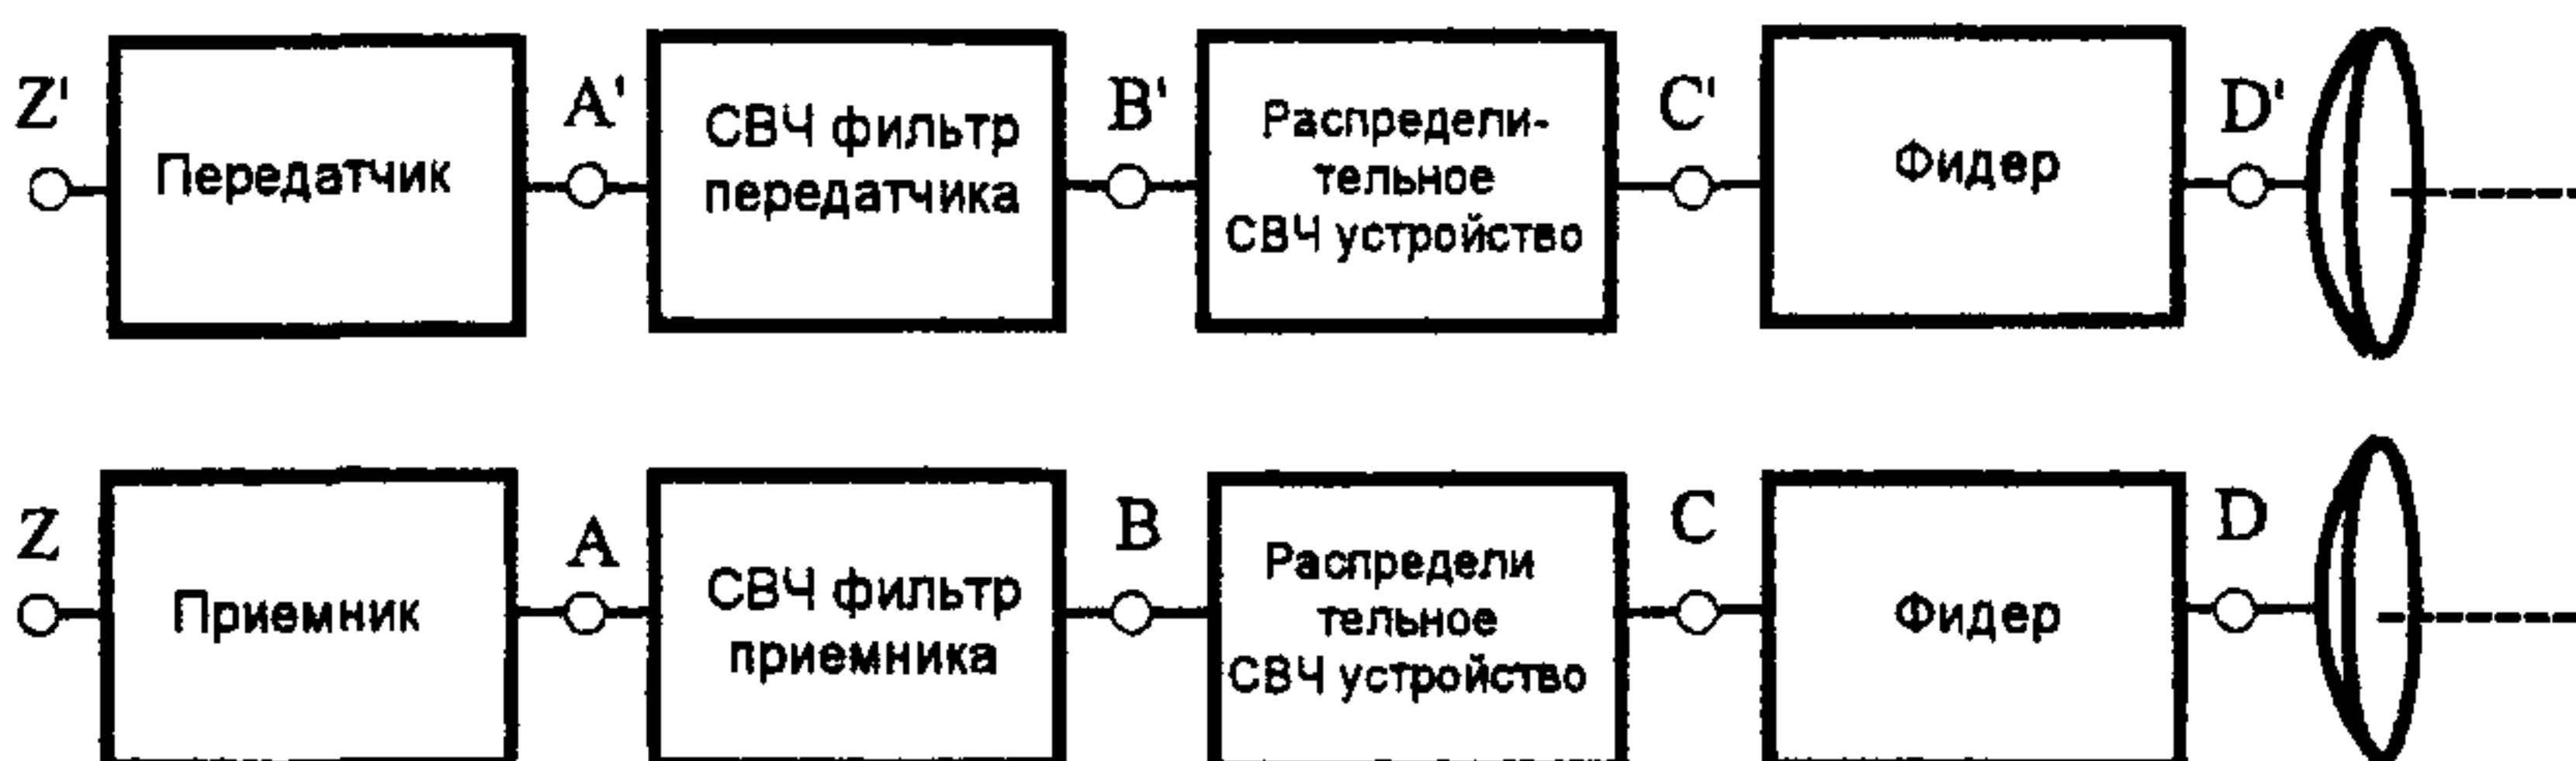 Z'
Передатчик
A'
СВЧ фильтр
передатчика
B'
Распредели-
тельное
СВЧ устройство
C'
Фидер
D'
Z
Приемник
A
СВЧ фильтр
приемника
B
Распредели
тельное
СВЧ устройство
C
Фидер
D